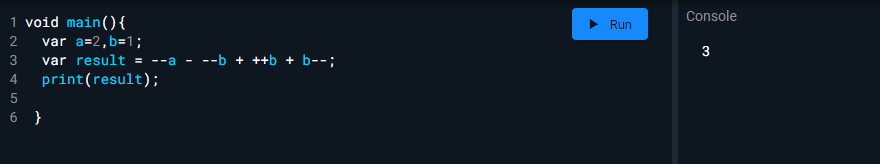 1 void main(){
2 var a=2,b=1;
3 var result = --a - --b + ++b + b--;
4 print(result);
5
6 }
Run
Console
3